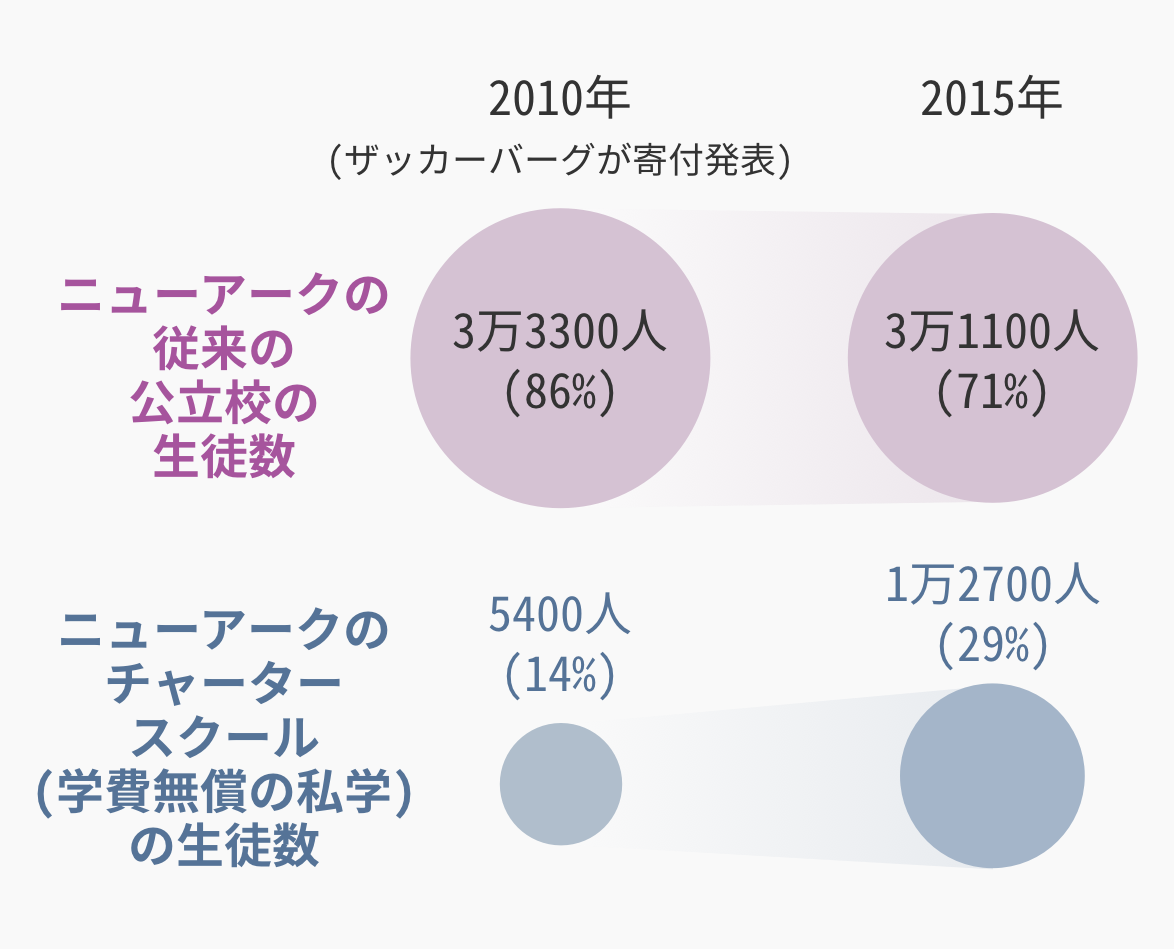 2010年
2015年
(ザッカーバーグが寄付発表)
ニューアークの
従来の
公立校の
生徒数
3万3300人
(86%)
3万1100人
(71%)
ニューアークの
チャーター
スクール
(学費無償の私学)
の生徒数
5400人
(14%)
1万2700人
(29%)